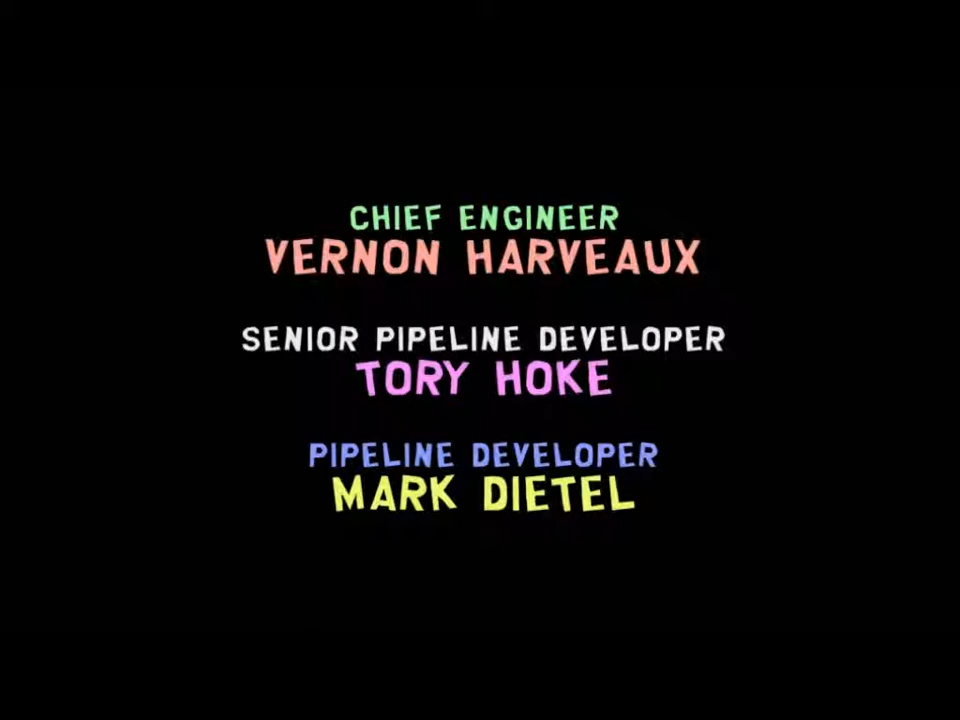 CHIEF ENGINEER
VERNON HARVEAUX
SENIOR PIPELINE DEVELOPER
TORY HOKE
PIPELINE DEVELOPER
MARK DIETEL